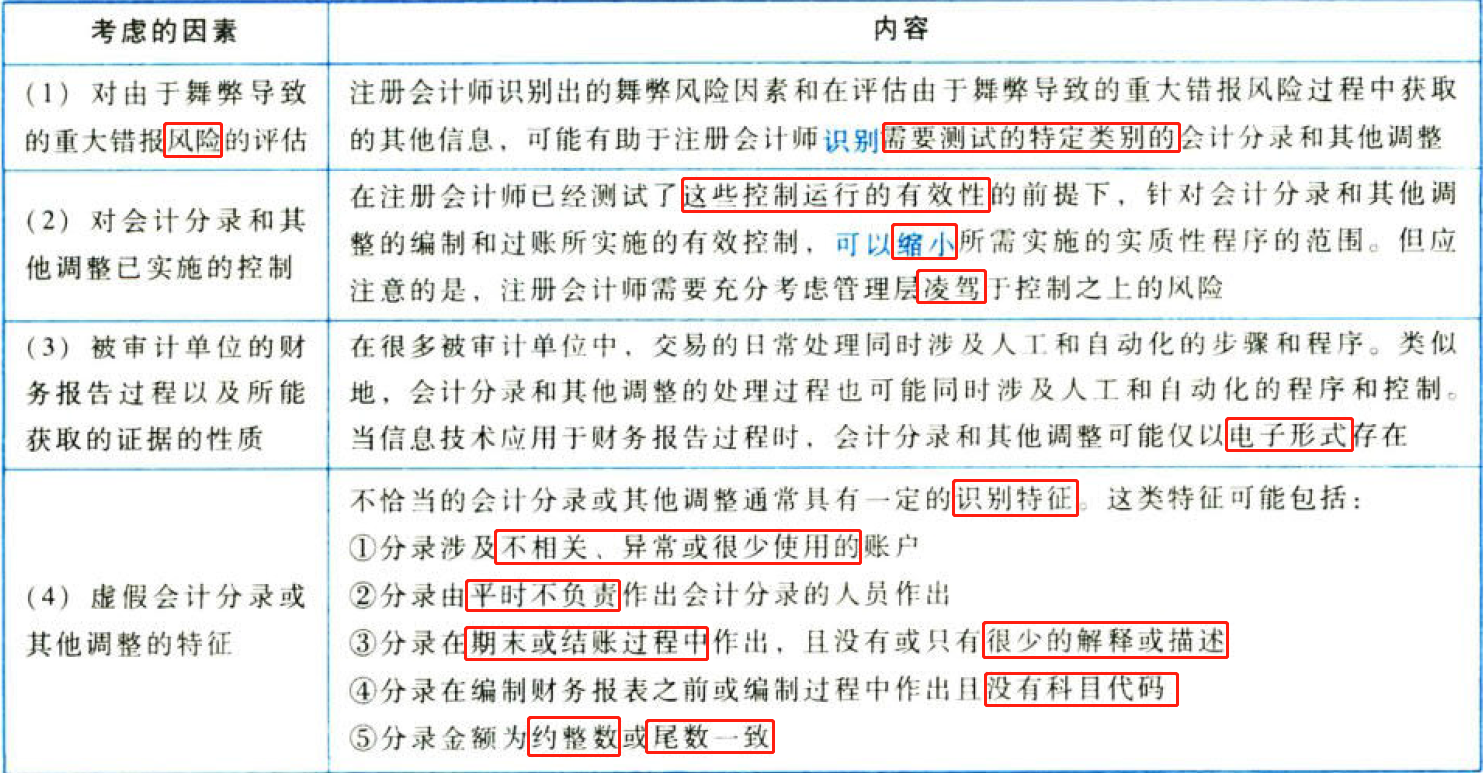 考虑的因素
内容
(1) 对由于舞弊导致
的重大错报风险的评估
注册会计师识别出的舞弊风险因素和在评估由于舞弊导致的重大错报风险过程中获取
的其他信息，可能有助于注册会计师识别需要测试的特定类别的会计分录和其他调整
(2) 对会计分录和其
他调整已实施的控制
在注册会计师已经测试了这些控制运行的有效性的前提下，针对会计分录和其他调
整的编制和过账所实施的有效控制，可以缩小所需实施的实质性程序的范围。但应
注意的是，注册会计师需要充分考虑管理层凌驾于控制之上的风险
(3) 被审计单位的财
务报告过程以及所能
获取的证据的性质
在很多被审计单位中，交易的日常处理同时涉及人工和自动化的步骤和程序。类似
地，会计分录和其他调整的处理过程也可能同时涉及人工和自动化的程序和控制。
当信息技术应用于财务报告过程时，会计分录和其他调整可能仅以电子形式存在
(4) 虚假会计分录或
其他调整的特征
不恰当的会计分录或其他调整通常具有一定的识别特征。这类特征可能包括：
①分录涉及不相关、异常或很少使用的账户
②分录由平时不负责作出会计分录的人员作出
③分录在期末或结账过程中作出，且没有或只有很少的解释或描述
④分录在编制财务报表之前或编制过程中作出且没有科目代码
⑤分录金额为约整数或尾数一致